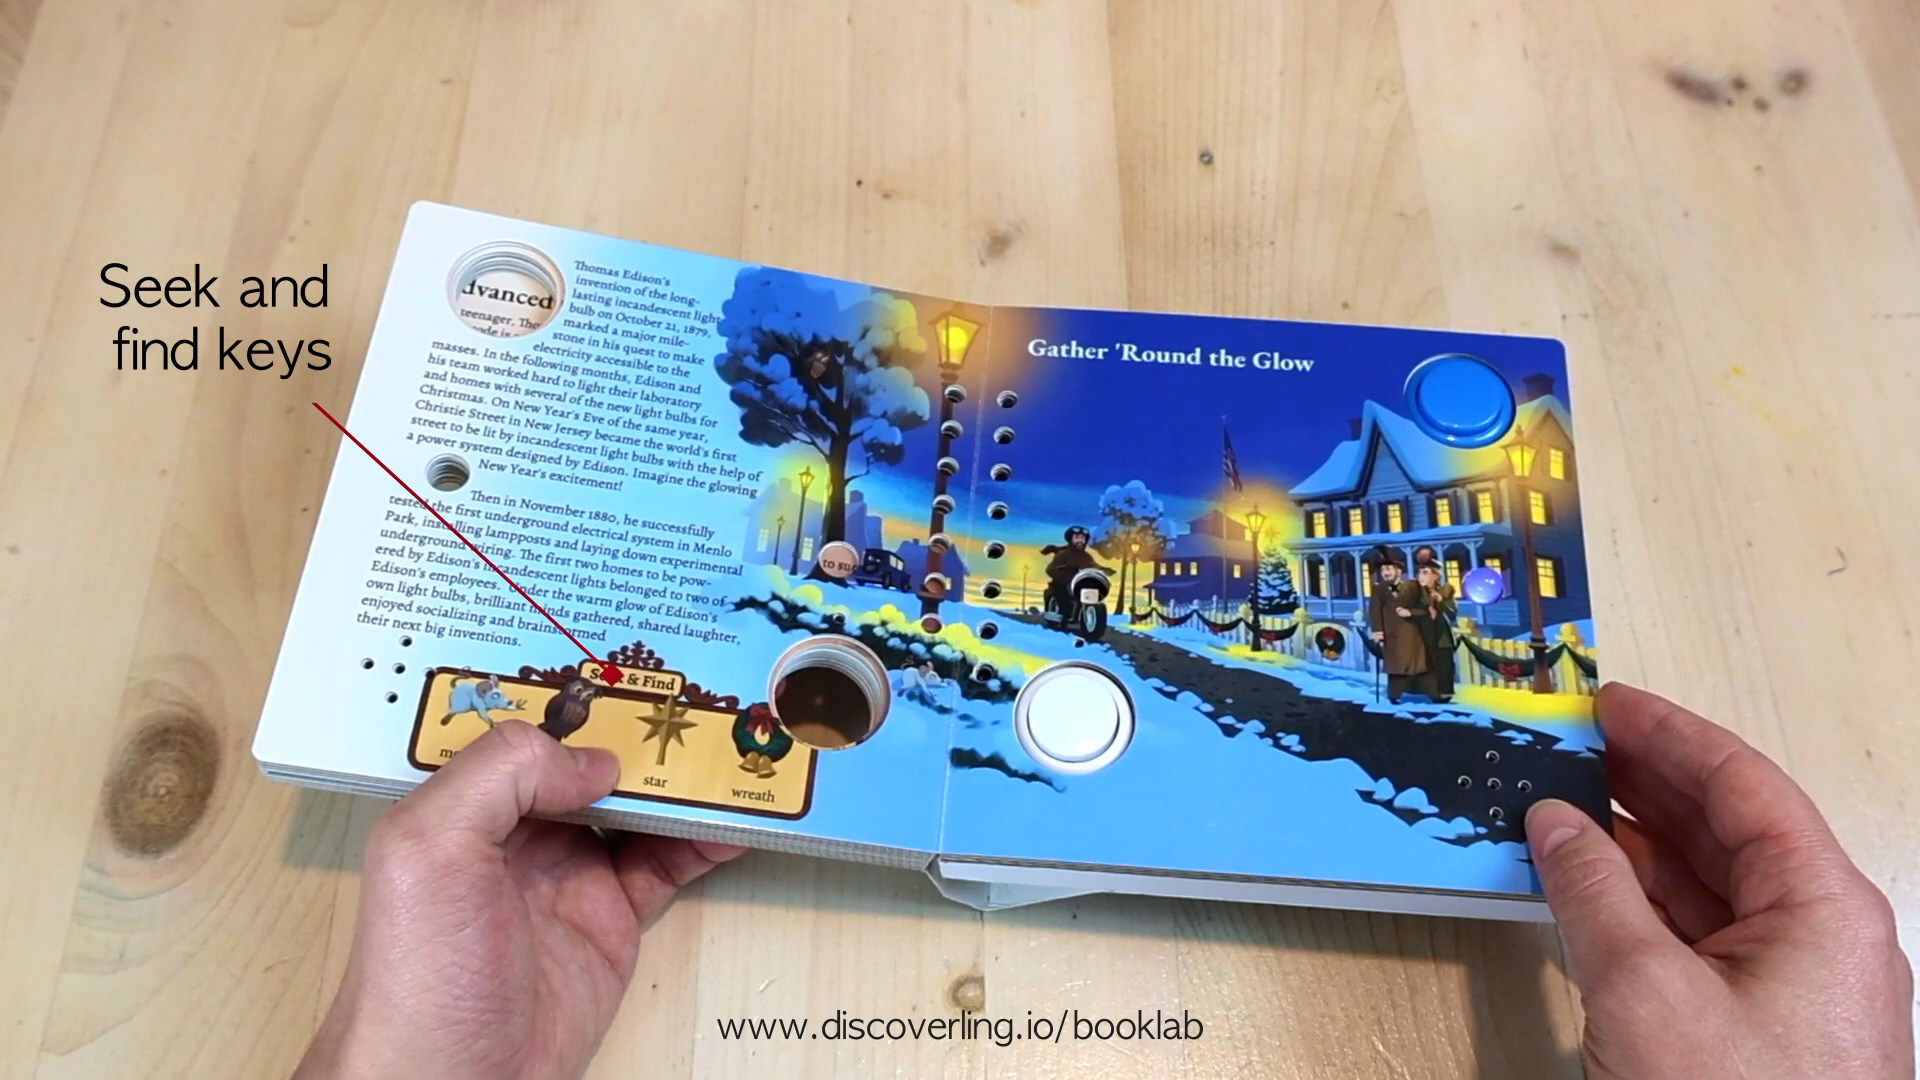 Seek and
find keys
dvanced
teenager, Tho
ode is
Thomas Edison's
invention of the long-
lasting incandescent light
bulb on October 21, 1879,
marked a major mile-
stone in his quest to make
electricity accessible to the
masses. In the following months, Edison and
his team worked hard to light their laboratory
and homes with several of the new light bulbs for
Christmas. On New Year's Eve of the same year,
Christie Street in New Jersey became the world's first
street to be lit by incandescent light bulbs with the help of
a power system designed by Edison. Imagine the glowing
New Year's excitement!
Then in November 1880, he successfully
tested the first underground electrical system in Menlo
Park, installing lampposts and laying down experimental
underground wiring. The first two homes to be pow-
ered by Edison's incandescent lights belonged to two of
Edison's employees. Under the warm glow of Edison's
own light bulbs, brilliant minds gathered, shared laughter,
enjoyed socializing and brainstormed
their next big inventions.
to su
& Find
star
wreath
Gather 'Round the Glow
www.discoverling.io/booklab